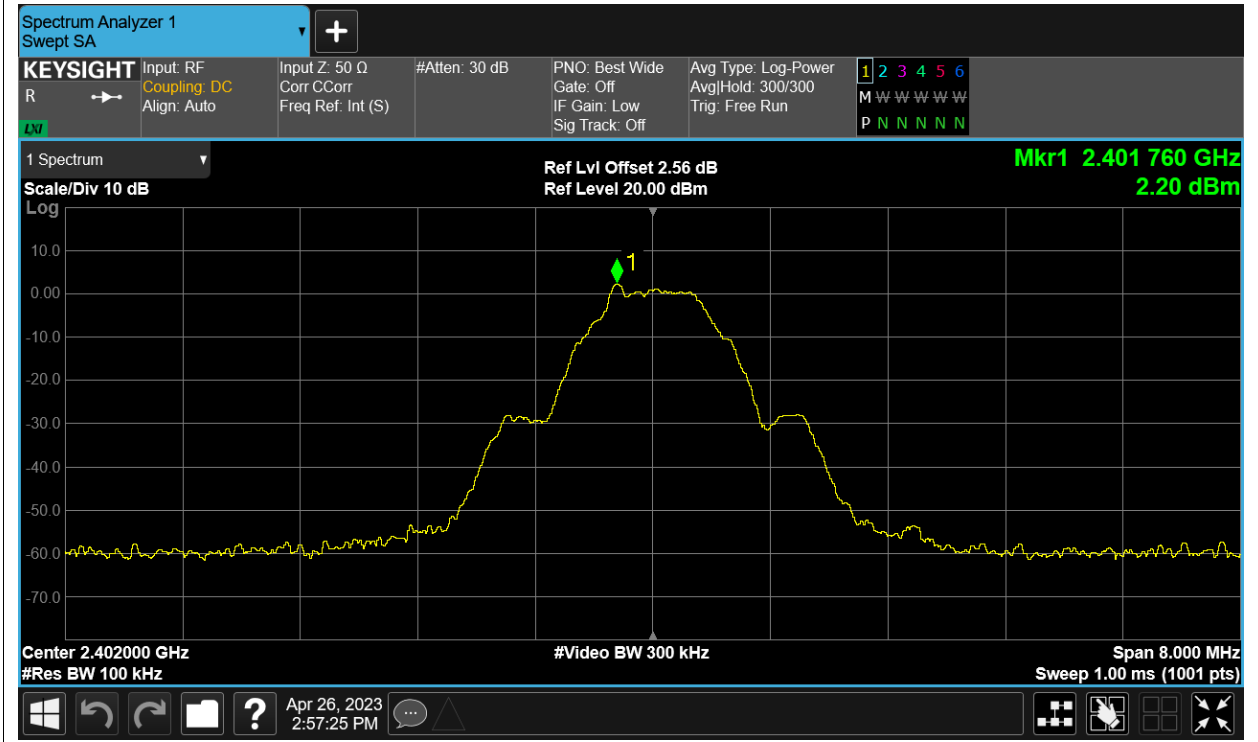 Spectrum Analyzer 1
Swept SA
+
KEYSIGHT
R
LXI
Input: RF
Coupling: DC
Align: Auto
Input Z: 50 Ω
Corr CCorr
Freq Ref: Int (S)
#Atten: 30 dB
PNO: Best Wide
Gate: Off
IF Gain: Low
Sig Track: Off
Avg Type: Log-Power
Avg|Hold: 300/300
Trig: Free Run
1 2 3 4 5 6
M W W W W W
P N N N N N
1 Spectrum
Scale/Div 10 dB
Log
Ref Lvl Offset 2.56 dB
Ref Level 20.00 dBm
Mkr1 2.401 760 GHz
2.20 dBm
10.0
1
0.00
-10.0
-20.0
-30.0
-40.0
-50.0
-60.0
-70.0
Center 2.402000 GHz
#Res BW 100 kHz
#Video BW 300 kHz
Span 8.000 MHz
Sweep 1.00 ms (1001 pts)
?
Apr 26, 2023
2:57:25 PM